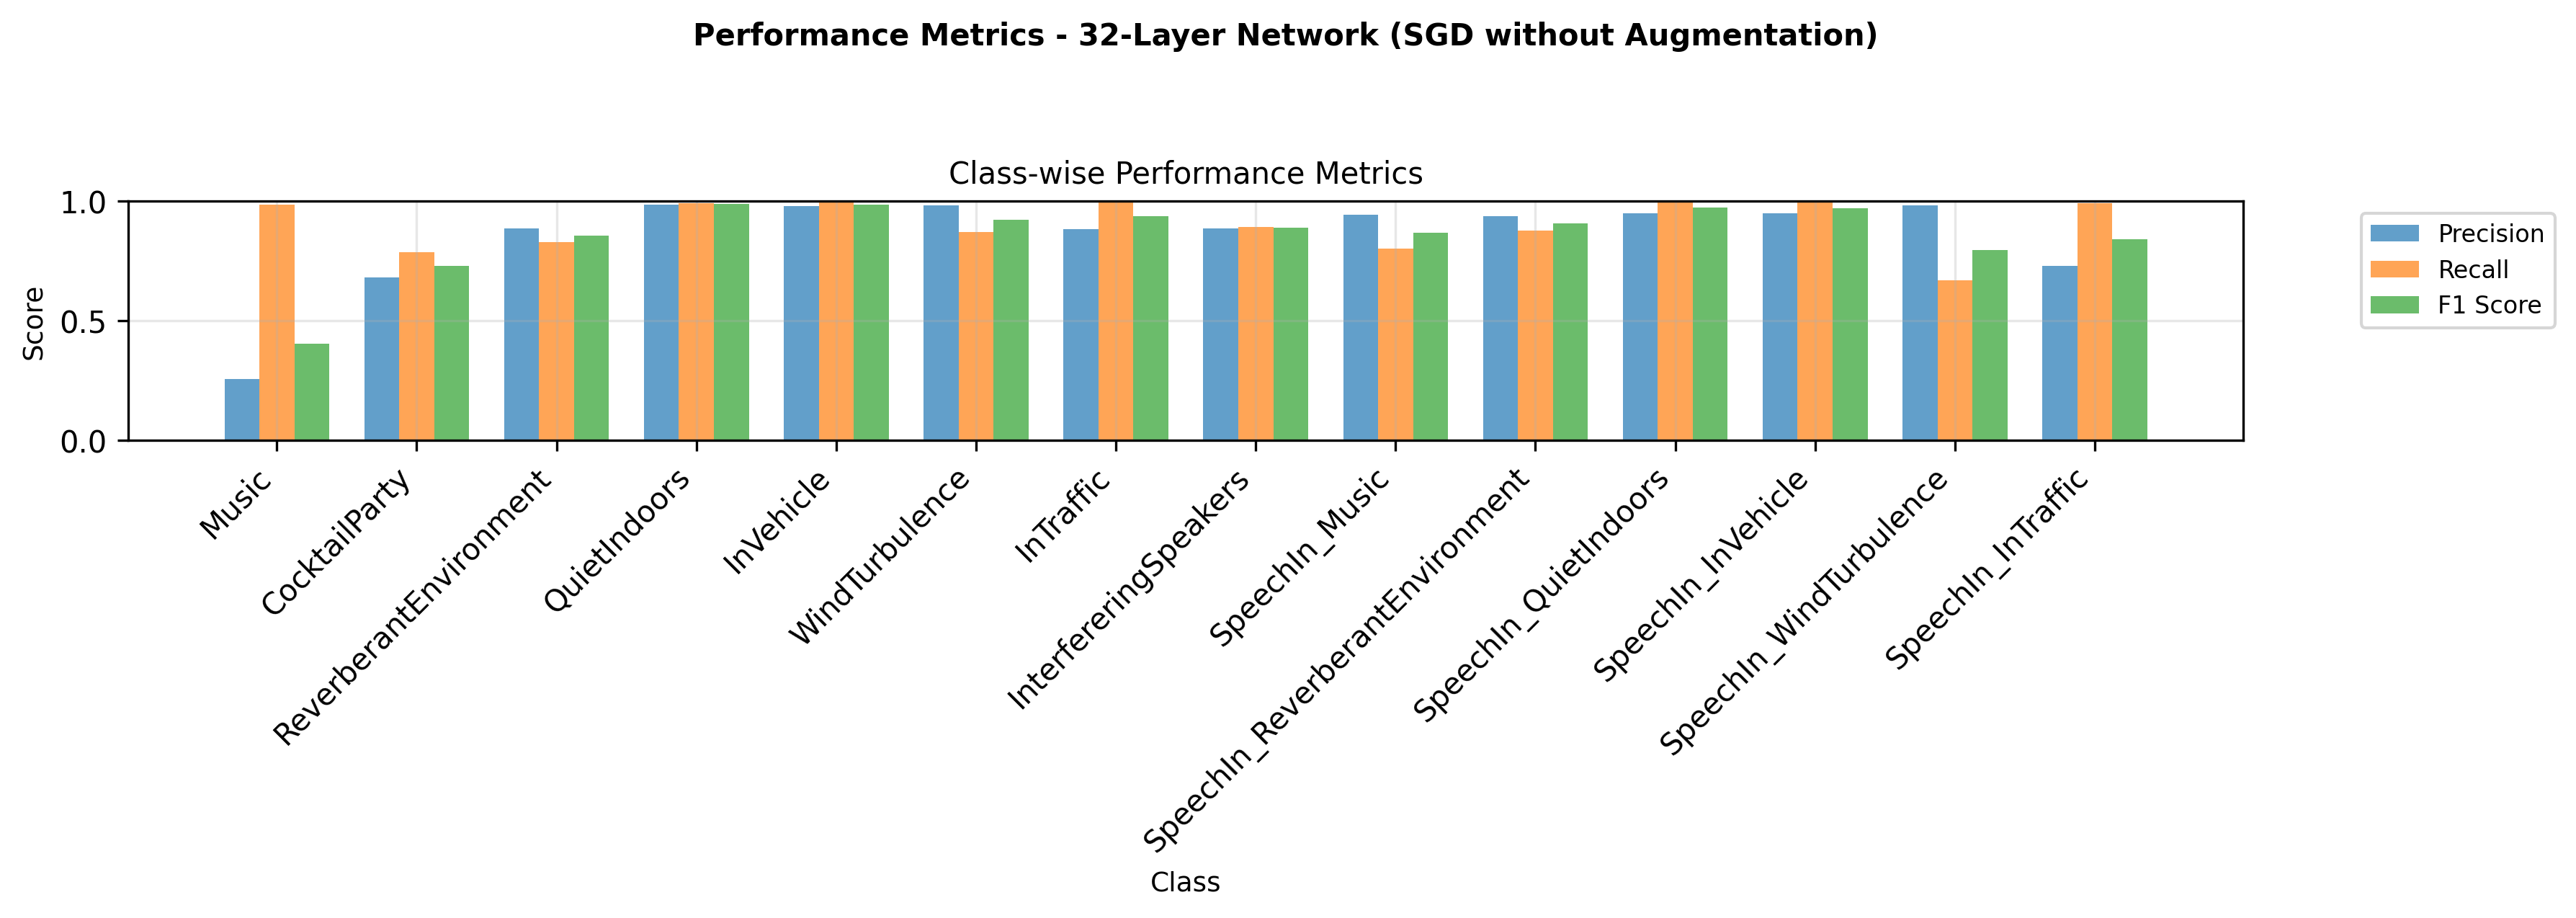 Performance Metrics - 32-Layer Network (SGD without Augmentation)
Class-wise Performance Metrics
1.0
0.5
0.0
Score
Music
CocktailParty
ReverberantEnvironment
QuietIndoors
InVehicle
WindTurbulence
InTraffic
InterferingSpeakers
SpeechIn_Music
SpeechIn_ReverberantEnvironment
SpeechIn_QuietIndoors
SpeechIn_InVehicle
SpeechIn_WindTurbulence
SpeechIn_InTraffic
Class
Precision
Recall
F1 Score